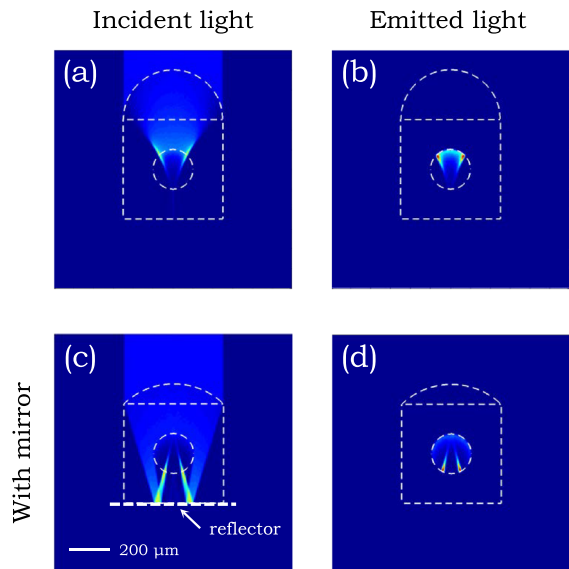 Incident light
Emitted light
(a)
(b)
With mirror
(c)
(d)
reflector
200 μm